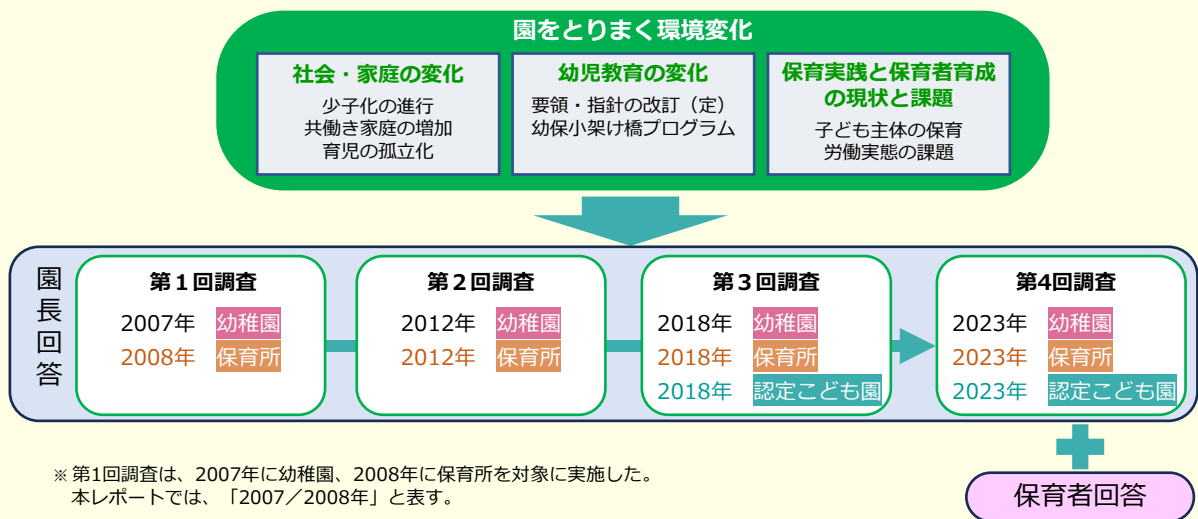 園をとりまく環境変化
社会・家庭の変化
少子化の進行
共働き家庭の増加
育児の孤立化
幼児教育の変化
要領・指針の改訂（定）
幼保小架け橋プログラム
保育実践と保育者育成
の現状と課題
子ども主体の保育
労働実態の課題
園長回答
第１回調査
2007年 幼稚園
2008年 保育所
第２回調査
2012年 幼稚園
2012年 保育所
第３回調査
2018年 幼稚園
2018年 保育所
2018年 認定こども園
第4回調査
2023年 幼稚園
2023年 保育所
2023年 認定こども園
※ 第1回調査は、2007年に幼稚園、2008年に保育所を対象に実施した。
本レポートでは、「2007／2008年」と表す。
保育者回答